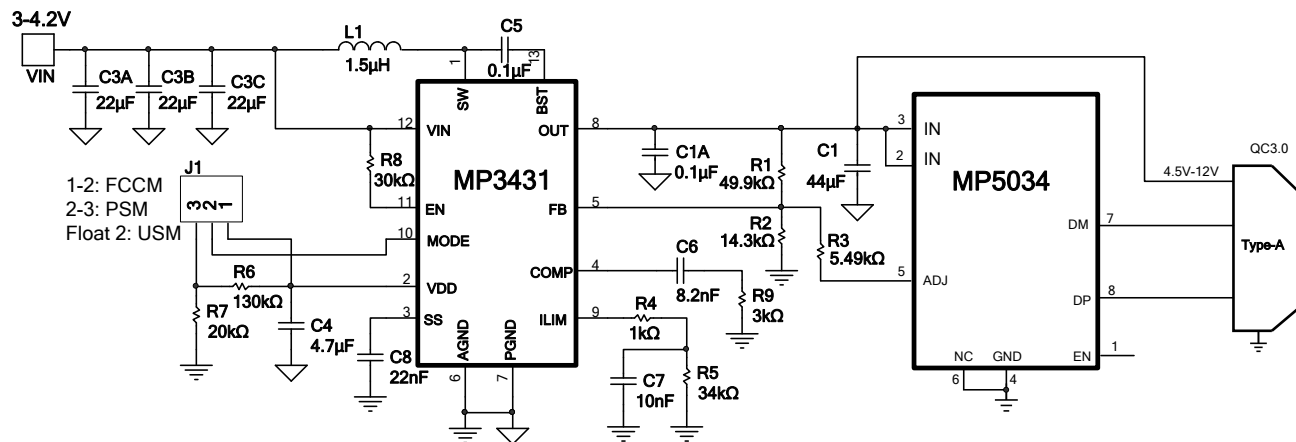 3-4.2V
VIN
C3A
22μF
C3B
22μF
C3C
22μF
L1
1.5μH
C5
0.1μF
1
13
SW
BST
12
VIN
OUT
8
R8
30kΩ
MP3431
11
EN
FB
5
10
MODE
COMP
4
2
VDD
3
SS
ILIM
9
AGND
PGND
6
7
J1
3
2
1
1-2: FCCM
2-3: PSM
Float 2: USM
R6
130kΩ
R7
20kΩ
C4
4.7μF
C8
22nF
C1A
0.1μF
R1
49.9kΩ
C1
44μF
R2
14.3kΩ
R3
5.49kΩ
C6
8.2nF
R9
3kΩ
R4
1kΩ
C7
10nF
R5
34kΩ
3
IN
2
IN
MP5034
DM
7
5
ADJ
DP
8
EN
1
NC
GND
6
4
QC3.0
4.5V-12V
Type-A